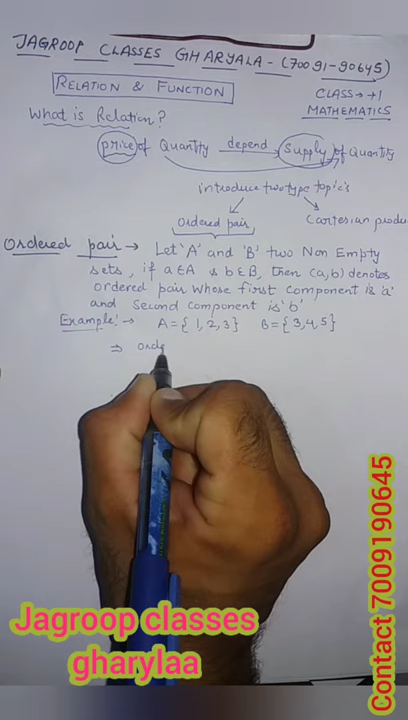 JAGROOP CLASSES GHARYALA - (70091-90645)
RELATION & FUNCTION
CLASS → +1
MATHEMATICS
What is Relation?
price of Quantity depend supply of Quantity
introduce two type topics
Ordered pair
Cartesian produ
Ordered pair → Let 'A' and 'B' two Non Empty
sets, if a ∈ A & b ∈ B, then (a,b) denotes
ordered pair whose first component is 'a'
and second component is 'b'
Example:→ A = {1,2,3} B = {3,4,5}
⇒ Orde
Jagroop classes
gharylaa
Contact 7009190645